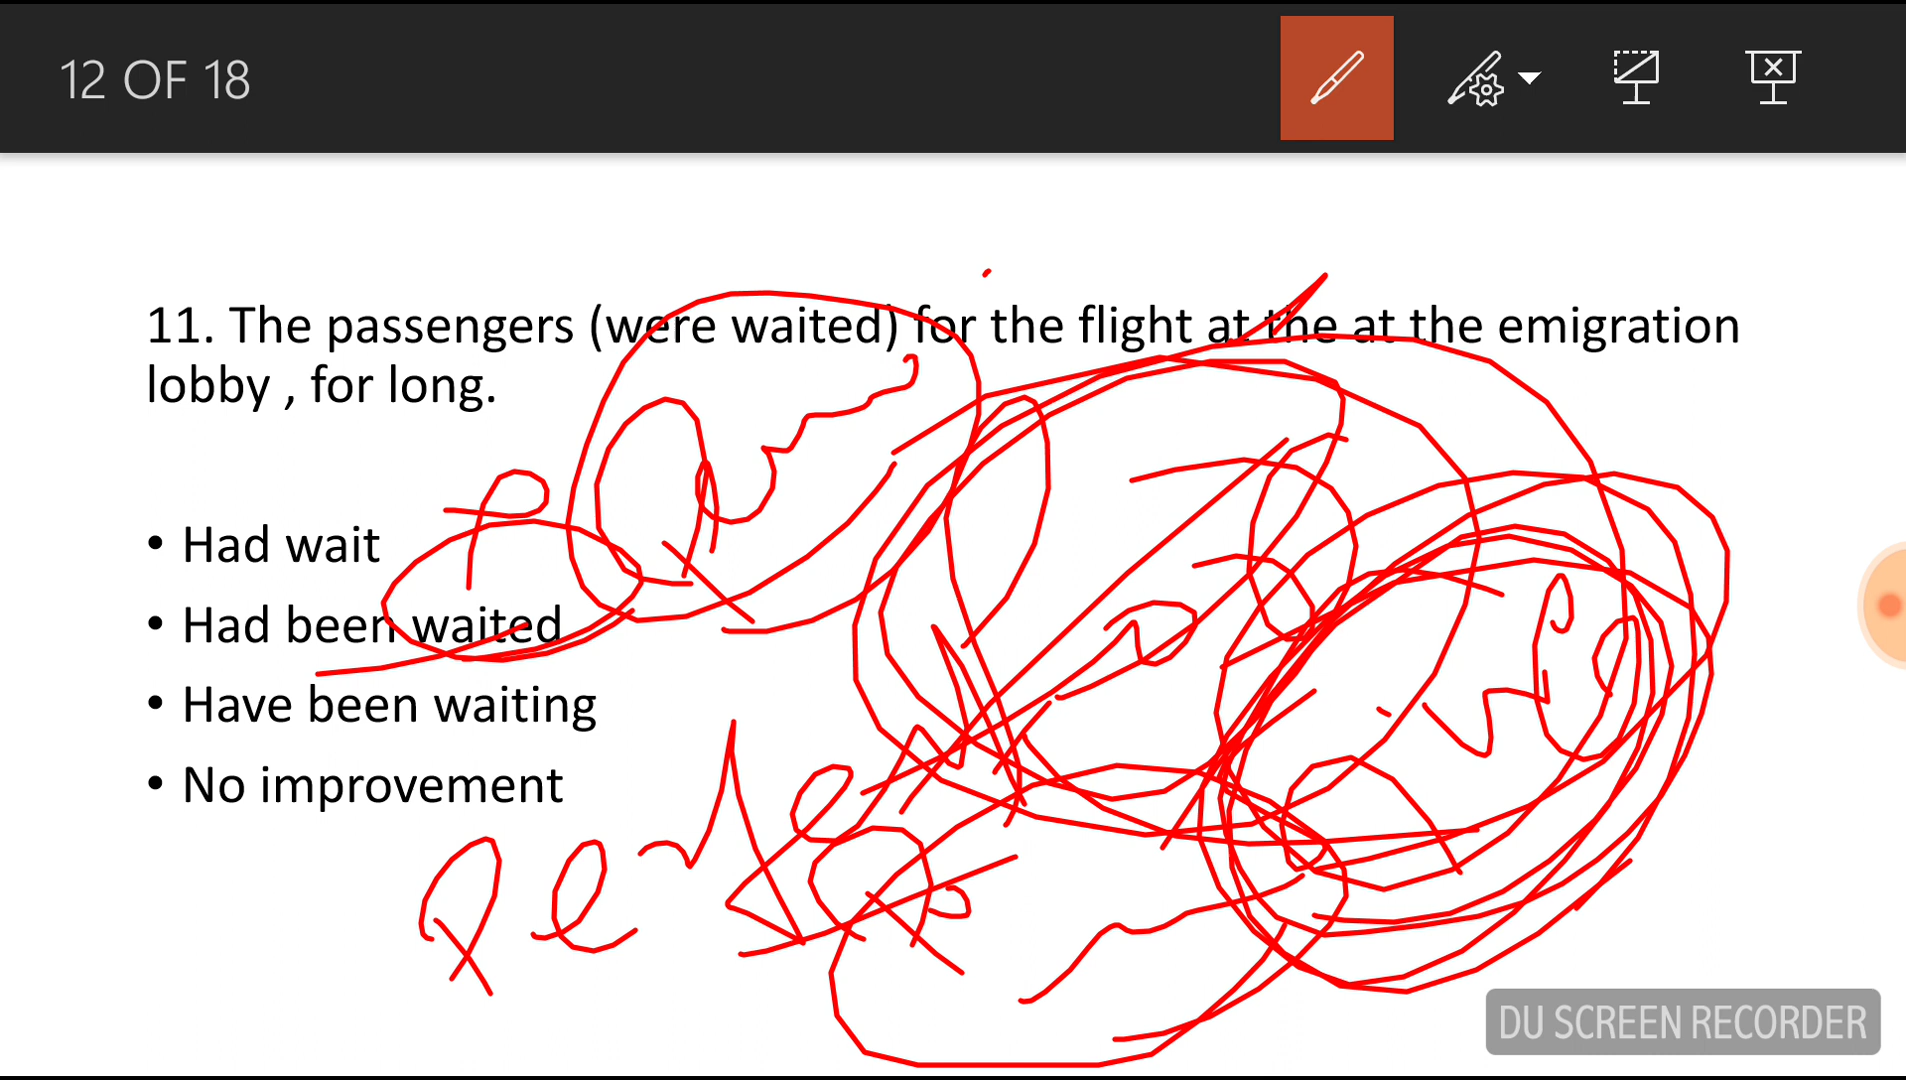 12 OF 18
11. The passengers (were waited) for the flight at the at the emigration
lobby , for long.
• Had wait
• Had been waited
• Have been waiting
• No improvement
DU SCREEN RECORDER